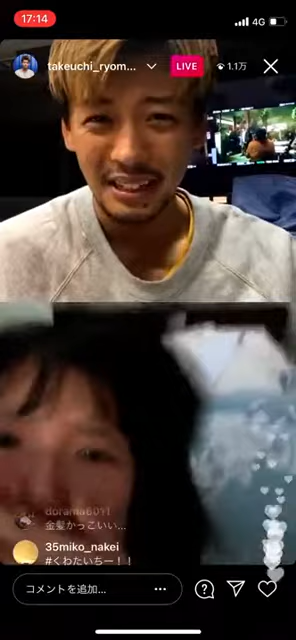 17:14
4G
takeuchi_ryom...
LIVE
1.1万
dorama6011
金髪かっこいい...
35miko_nakei
#くわたいちー！！
コメントを追加...